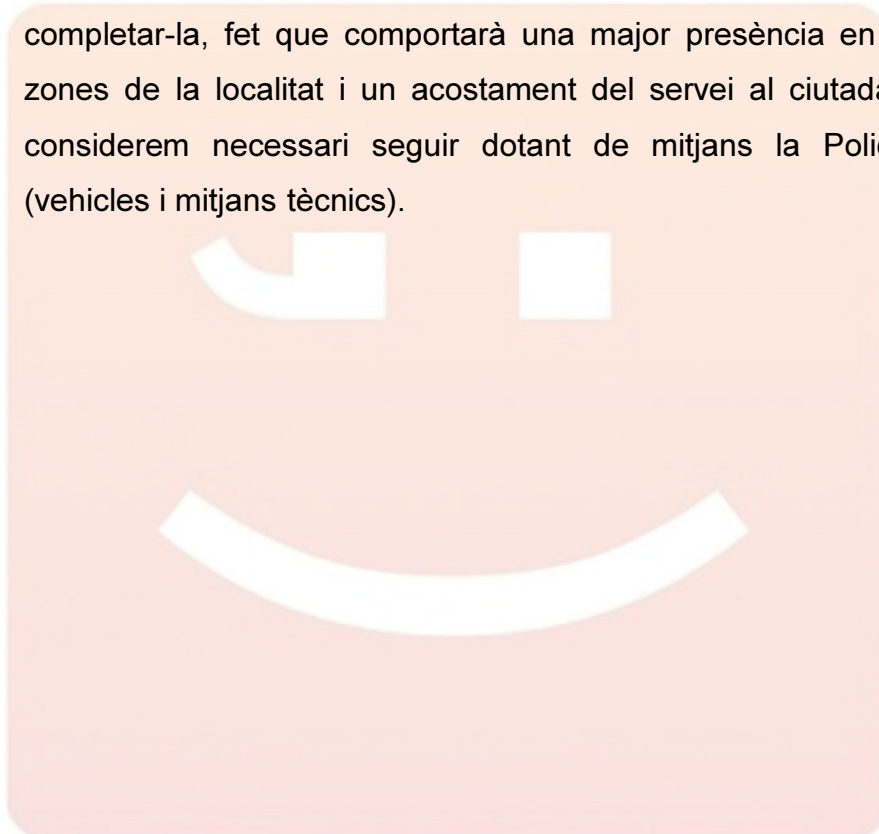 completar-la, fet que comportarà una major presència en
zones de la localitat i un acostament del servei al
considerem necessari seguir dotant de mitjans la
(vehicles i mitjans tècnics).